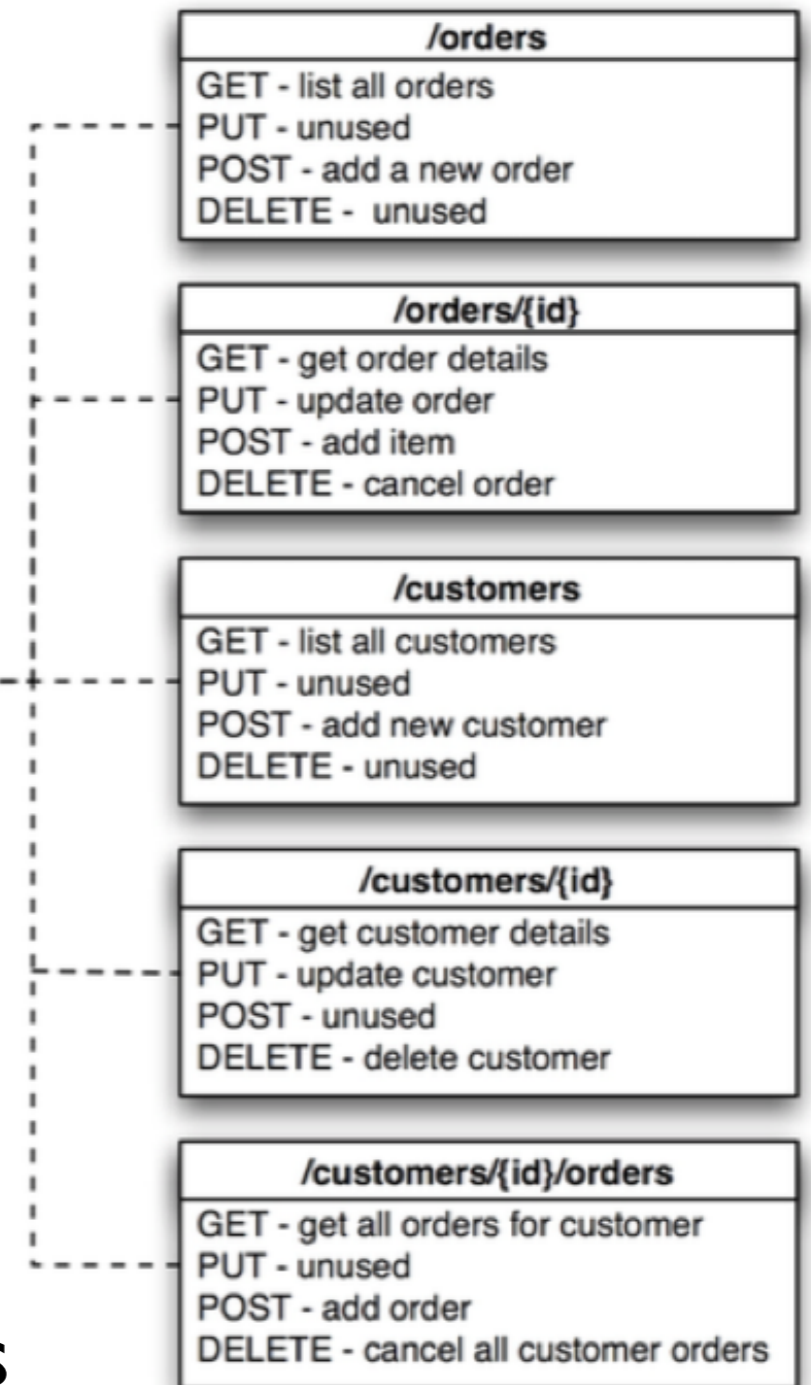 /orders
GET - list all orders
PUT - unused
POST - add a new order
DELETE -  unused
/orders/{id}
GET - get order details
PUT - update order
POST - add item
DELETE - cancel order
/customers
GET - list all customers
PUT - unused
POST - add new customer
DELETE - unused
/customers/{id}
GET - get customer details
PUT - update customer
POST - unused
DELETE - delete customer
/customers/{id}/orders
GET - get all orders for customer
PUT - unused
POST - add order
DELETE - cancel all customer orders